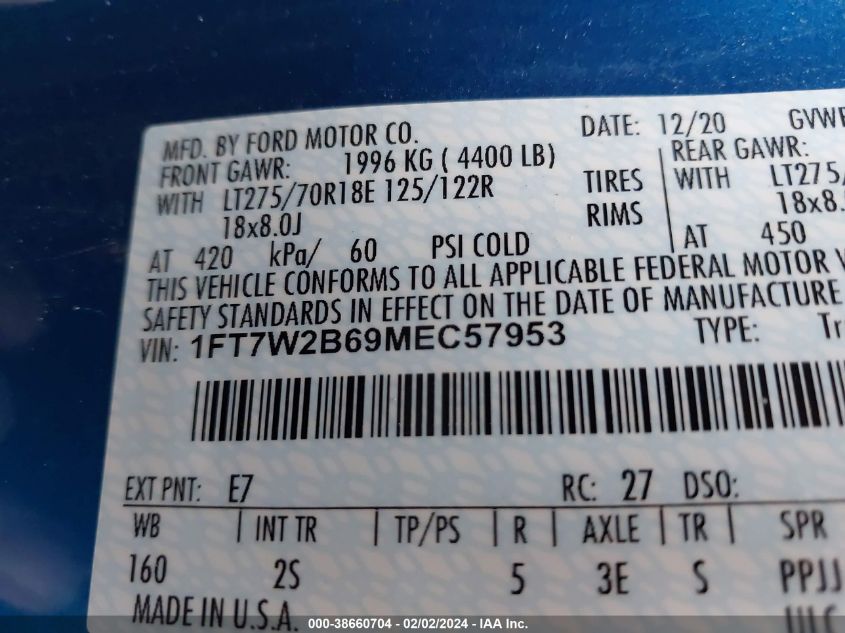 MFD. BY FORD MOTOR CO. DATE: 12/20
FRONT GAWR: 1996 KG ( 4400 LB) REAR GAWR:
WITH LT275/70R18E 125/122R TIRES WITH
18x8.0J RIMS
AT 420 kPa/ 60 PSI COLD AT 450
THIS VEHICLE CONFORMS TO ALL APPLICABLE FEDERAL MOTOR
SAFETY STANDARDS IN EFFECT ON THE DATE OF MANUFACTURE
VIN: 1FT7W2B69MEC57953 TYPE:
EXT PNT: E7 RC: 27 DSO:
WB | INT TR | TP/PS | R | AXLE | TR | SPR
160 2S 5 3E S PPJJ
MADE IN U.S.A.
000-38660704 - 02/02/2024 - IAA Inc.